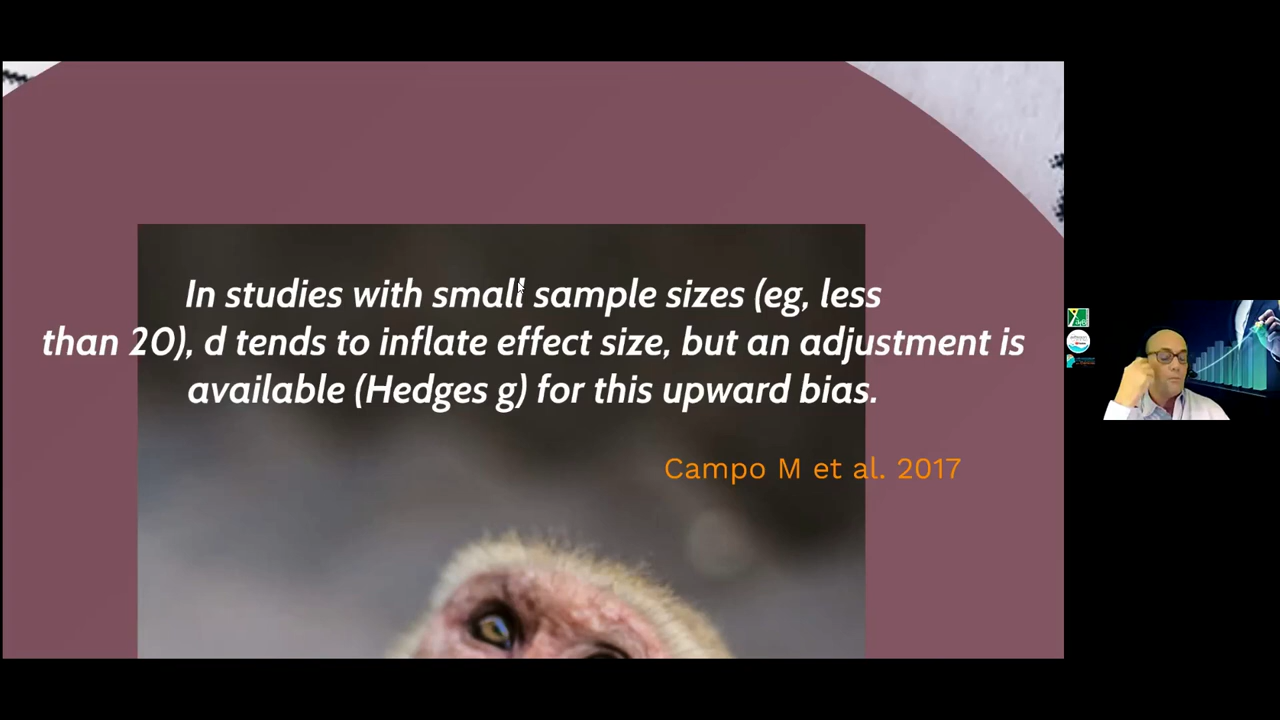 In studies with small sample sizes (eg, less
than 20), d tends to inflate effect size, but an adjustment is
available (Hedges g) for this upward bias.
Campo M et al. 2017